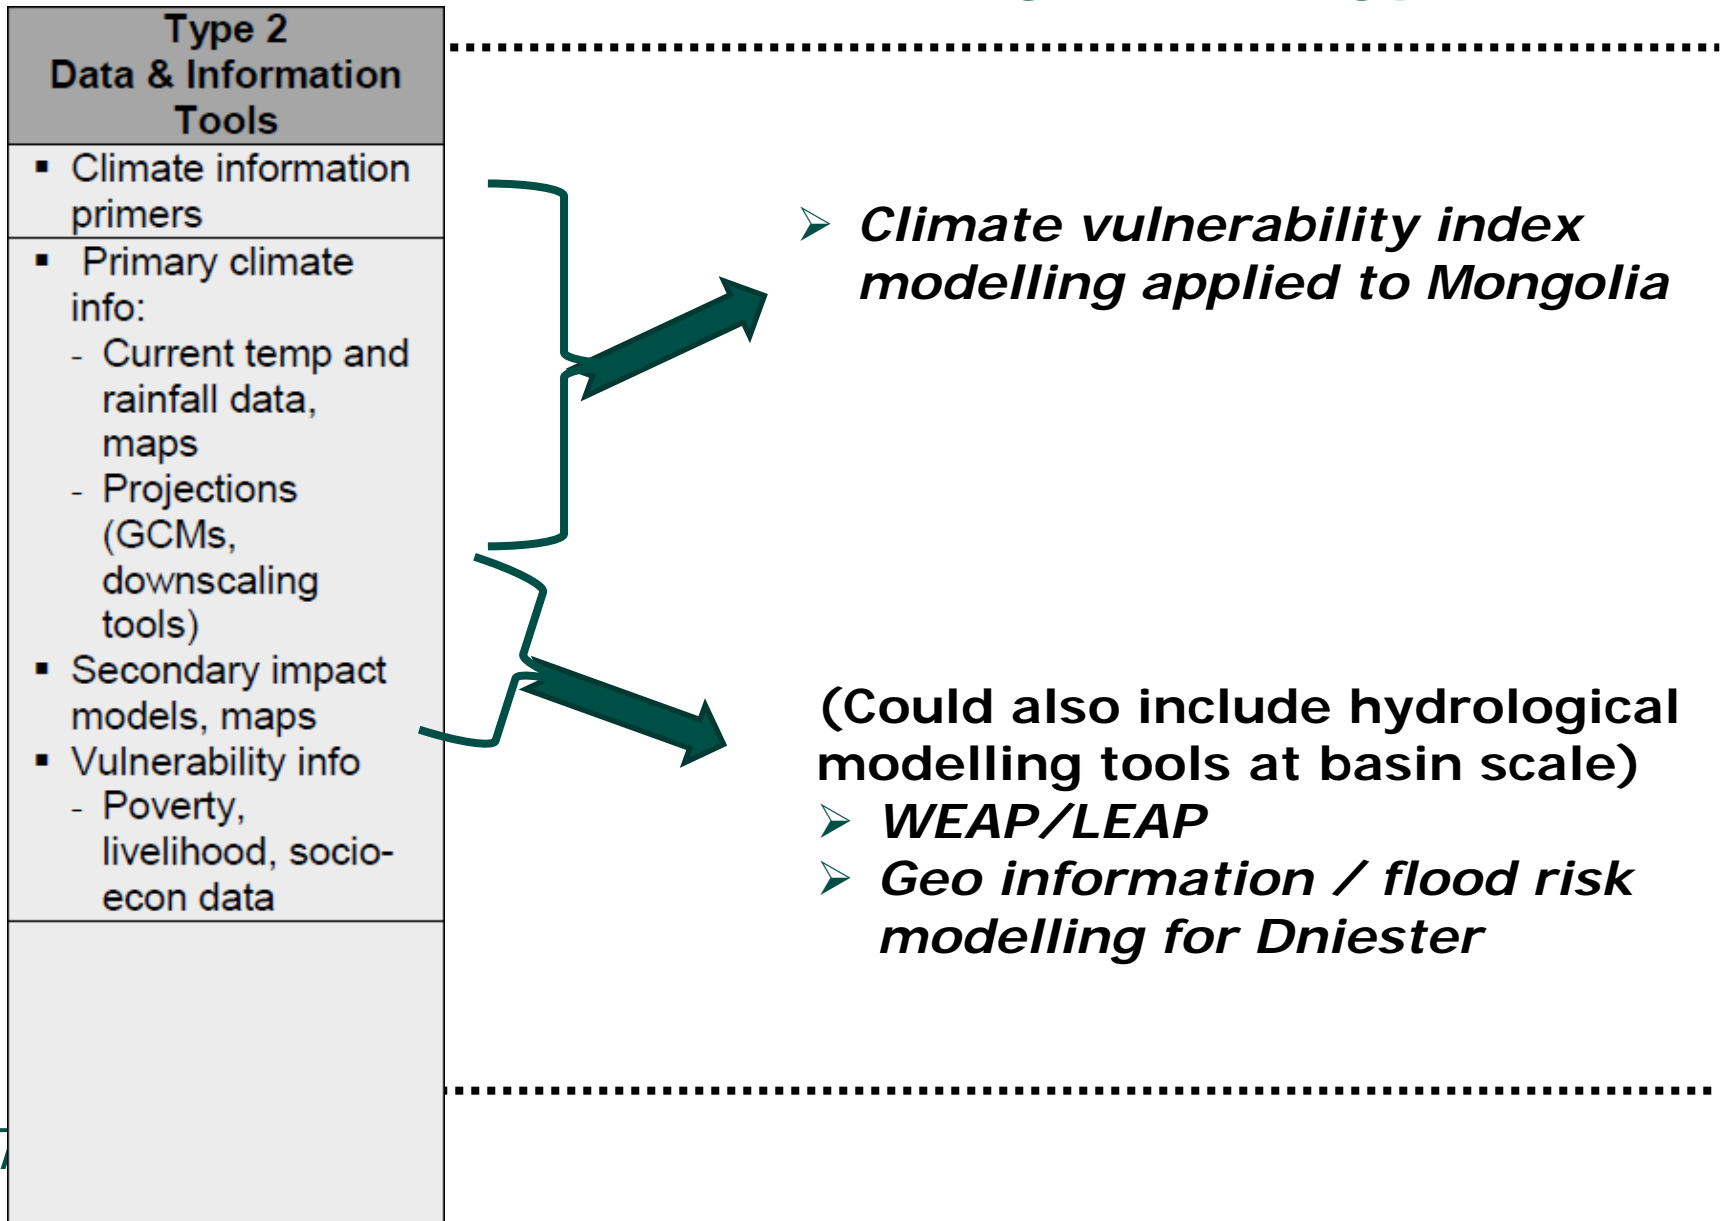 Type 2
Data & Information
Tools
▪ Climate information
primers
▪ Primary climate
info:
- Current temp and
rainfall data,
maps
- Projections
(GCMs,
downscaling
tools)
▪ Secondary impact
models, maps
▪ Vulnerability info
- Poverty,
livelihood, socio-
econ data
➢ Climate vulnerability index
modelling applied to Mongolia
(Could also include hydrological
modelling tools at basin scale)
➢ WEAP/LEAP
➢ Geo information / flood risk
modelling for Dniester